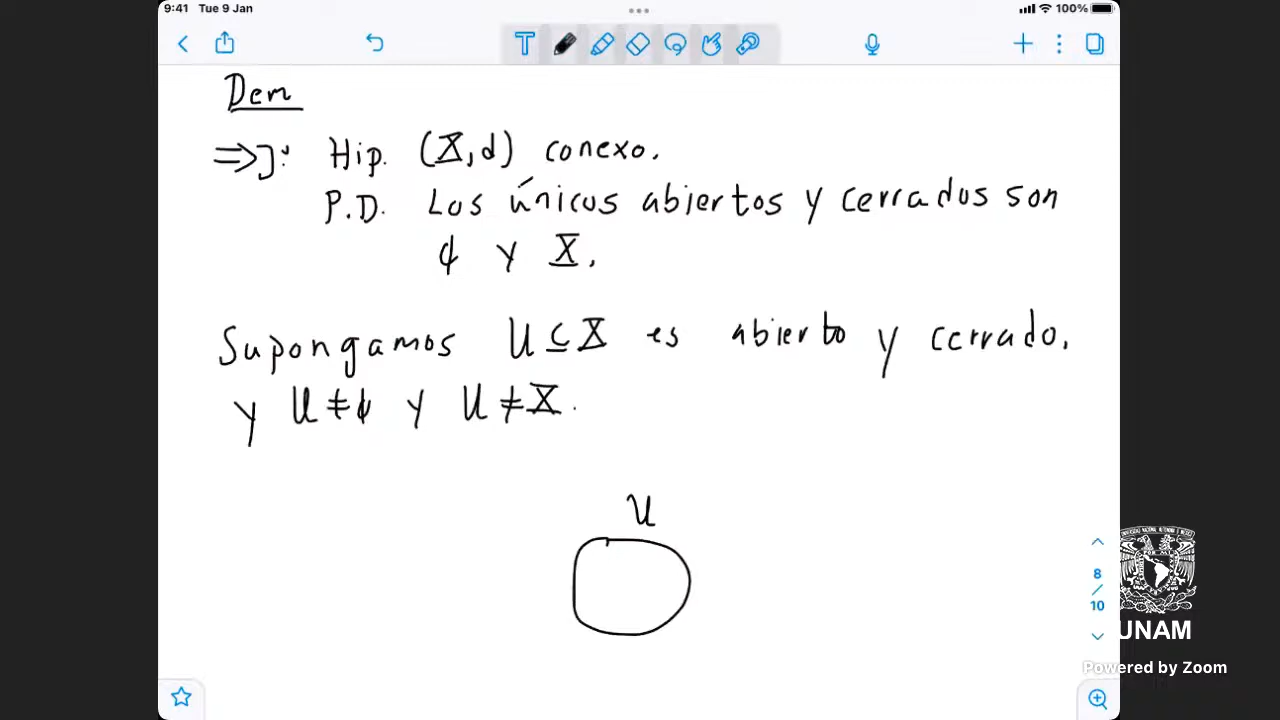 9:41 Tue 9 Jan
100%
Dem
⇒]: Hip. (X,d) conexo.
P.D. Los únicos abiertos y cerrados son
ϕ y X.
Supongamos U⊆X es abierto y cerrado,
y U≠ϕ y U≠X.
U
8
/
10
UNAM
Powered by Zoom